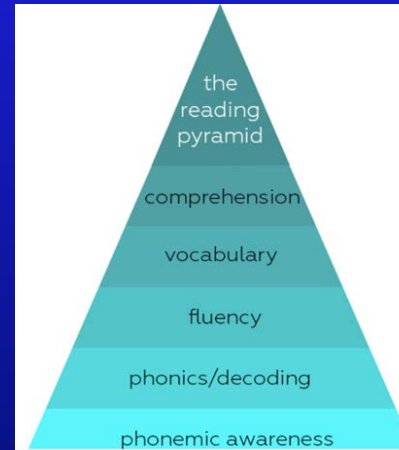 the
reading
pyramid
comprehension
vocabulary
fluency
phonics/decoding
phonemic awareness